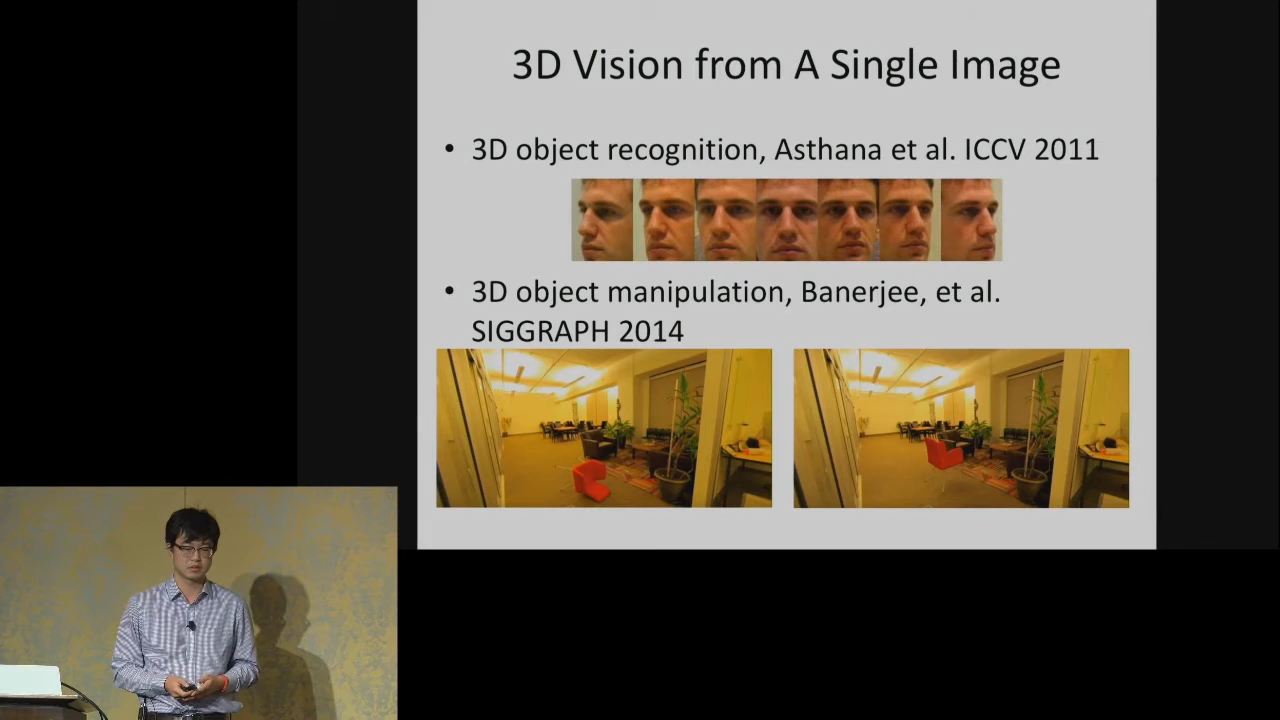 3D Vision from A Single Image
• 3D object recognition, Asthana et al. ICCV 2011
• 3D object manipulation, Banerjee, et al.
SIGGRAPH 2014